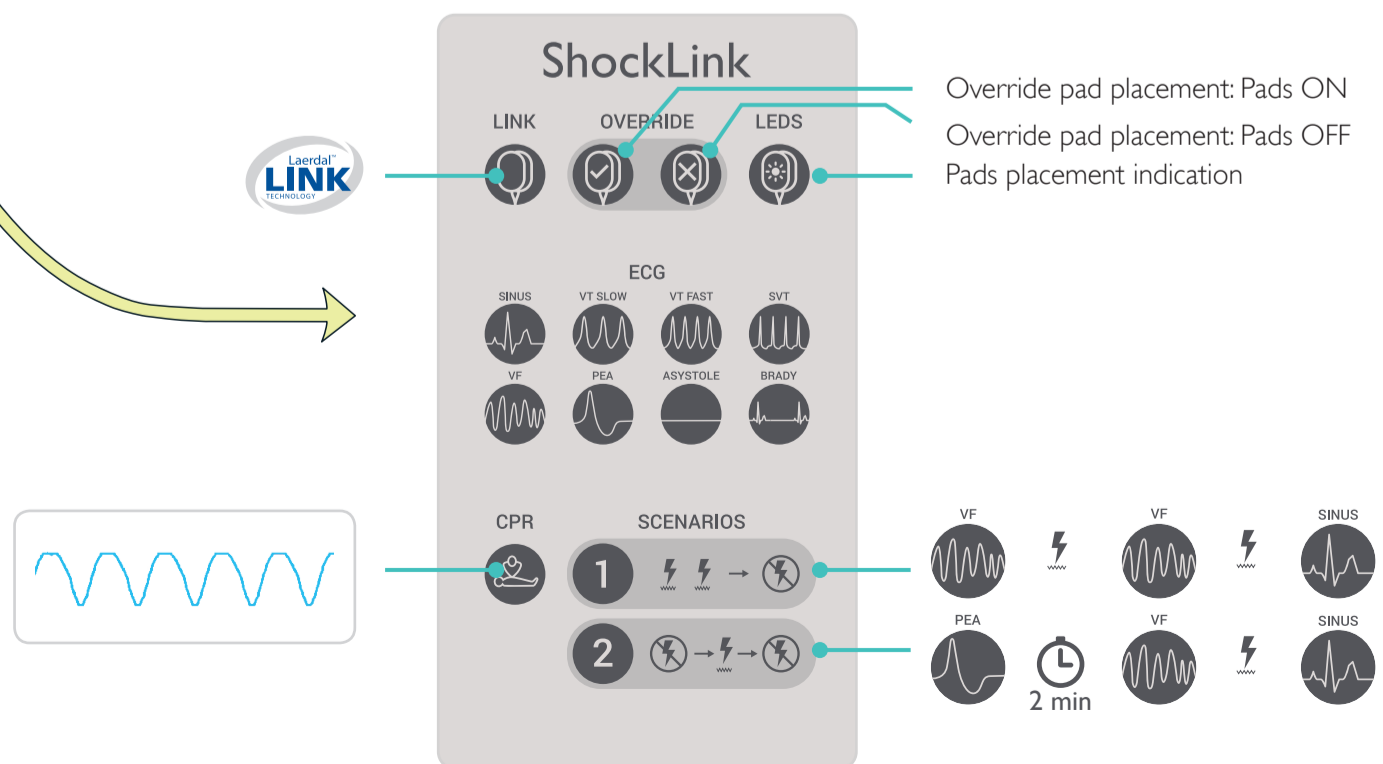 ShockLink
LINK OVERRIDE LEDS
Override pad placement: Pads ON
Override pad placement: Pads OFF
Pads placement indication
Laerdal™
LINK
TECHNOLOGY
ECG
SINUS VT SLOW VT FAST SVT
VF PEA ASYSTOLE BRADY
CPR SCENARIOS
1
2
VF VF SINUS
PEA VF SINUS
2 min